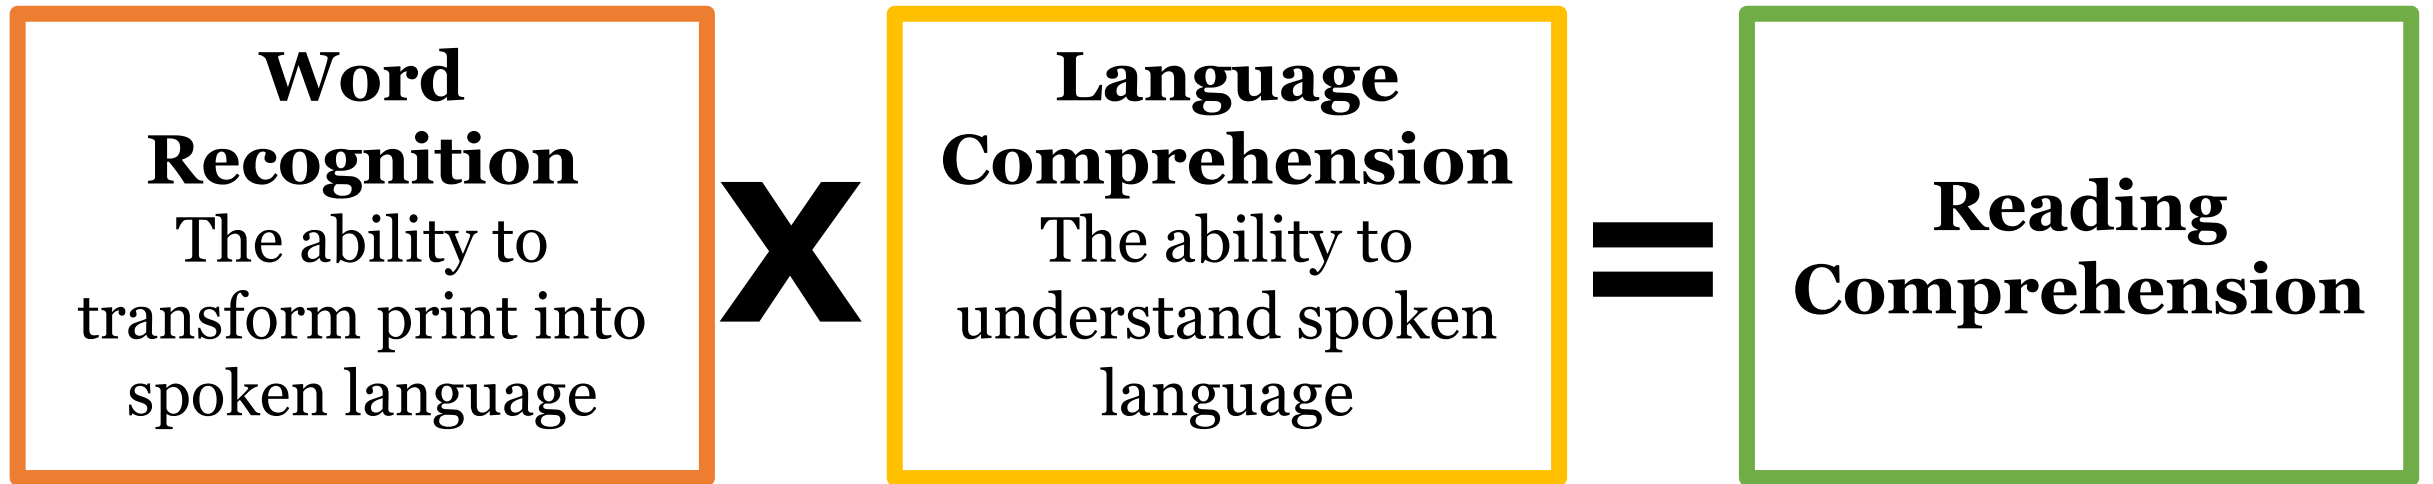 Word
Recognition
The ability to
transform print into
spoken language
X
Language
Comprehension
The ability to
understand spoken
language
=
Reading
Comprehension